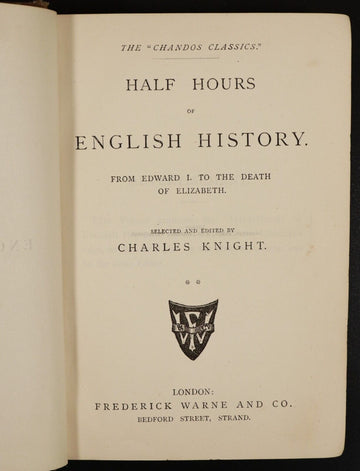 THE "CHANDOS CLASSICS."
HALF HOURS
OF
ENGLISH HISTORY.
FROM EDWARD I. TO THE DEATH
OF ELIZABETH.
SELECTED AND EDITED BY
CHARLES KNIGHT.
LONDON:
FREDERICK WARNE AND CO.
BEDFORD STREET, STRAND.